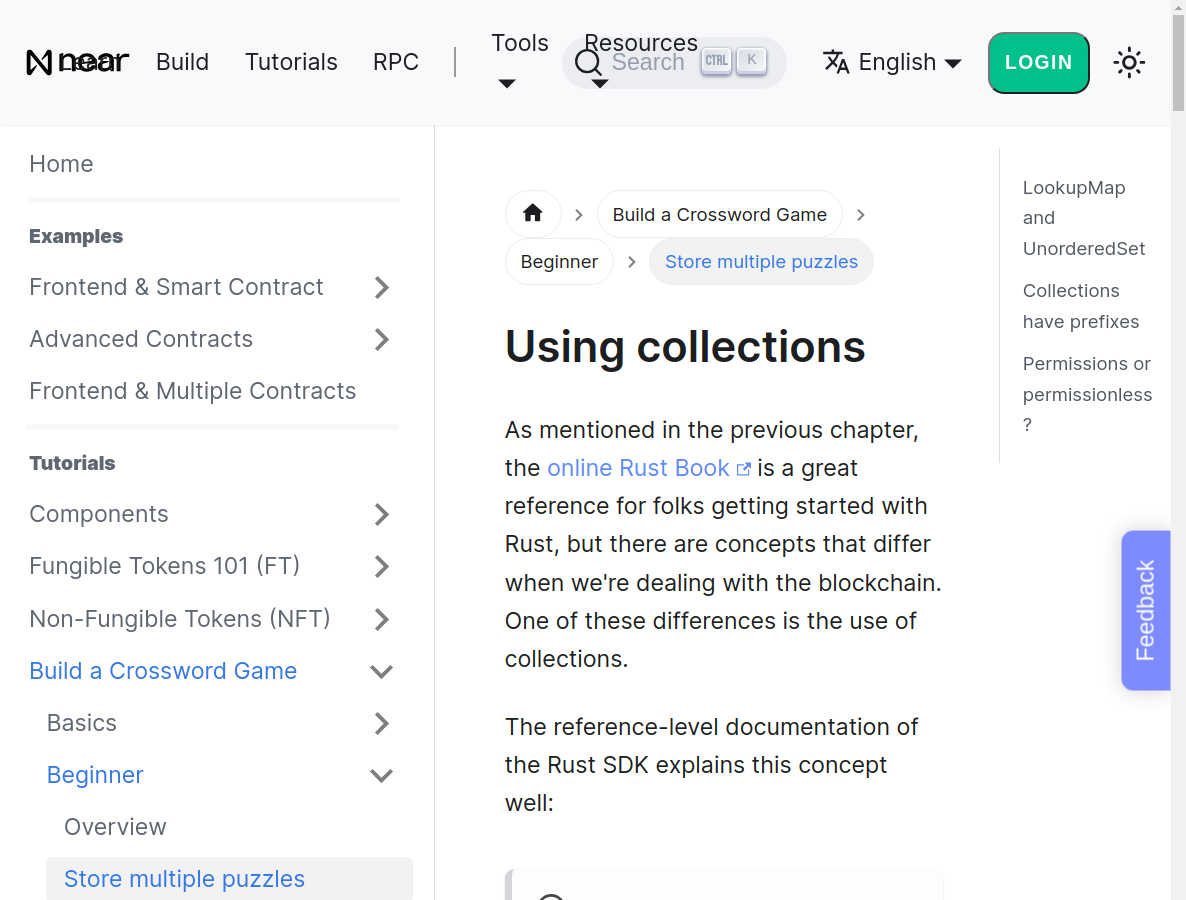 near
Learn
Build
Tutorials
RPC
Tools
Resources
Search
CTRL
K
English
LOGIN
Home
Examples
Frontend & Smart Contract
Advanced Contracts
Frontend & Multiple Contracts
Tutorials
Components
Fungible Tokens 101 (FT)
Non-Fungible Tokens (NFT)
Build a Crossword Game
Basics
Beginner
Overview
Store multiple puzzles
Build a Crossword Game
Beginner
Store multiple puzzles
Using collections
As mentioned in the previous chapter,
the online Rust Book is a great
reference for folks getting started with
Rust, but there are concepts that differ
when we're dealing with the blockchain.
One of these differences is the use of
collections.
The reference-level documentation of
the Rust SDK explains this concept
well:
LookupMap
and
UnorderedSet
Collections
have prefixes
Permissions or
permissionless
?
Feedback